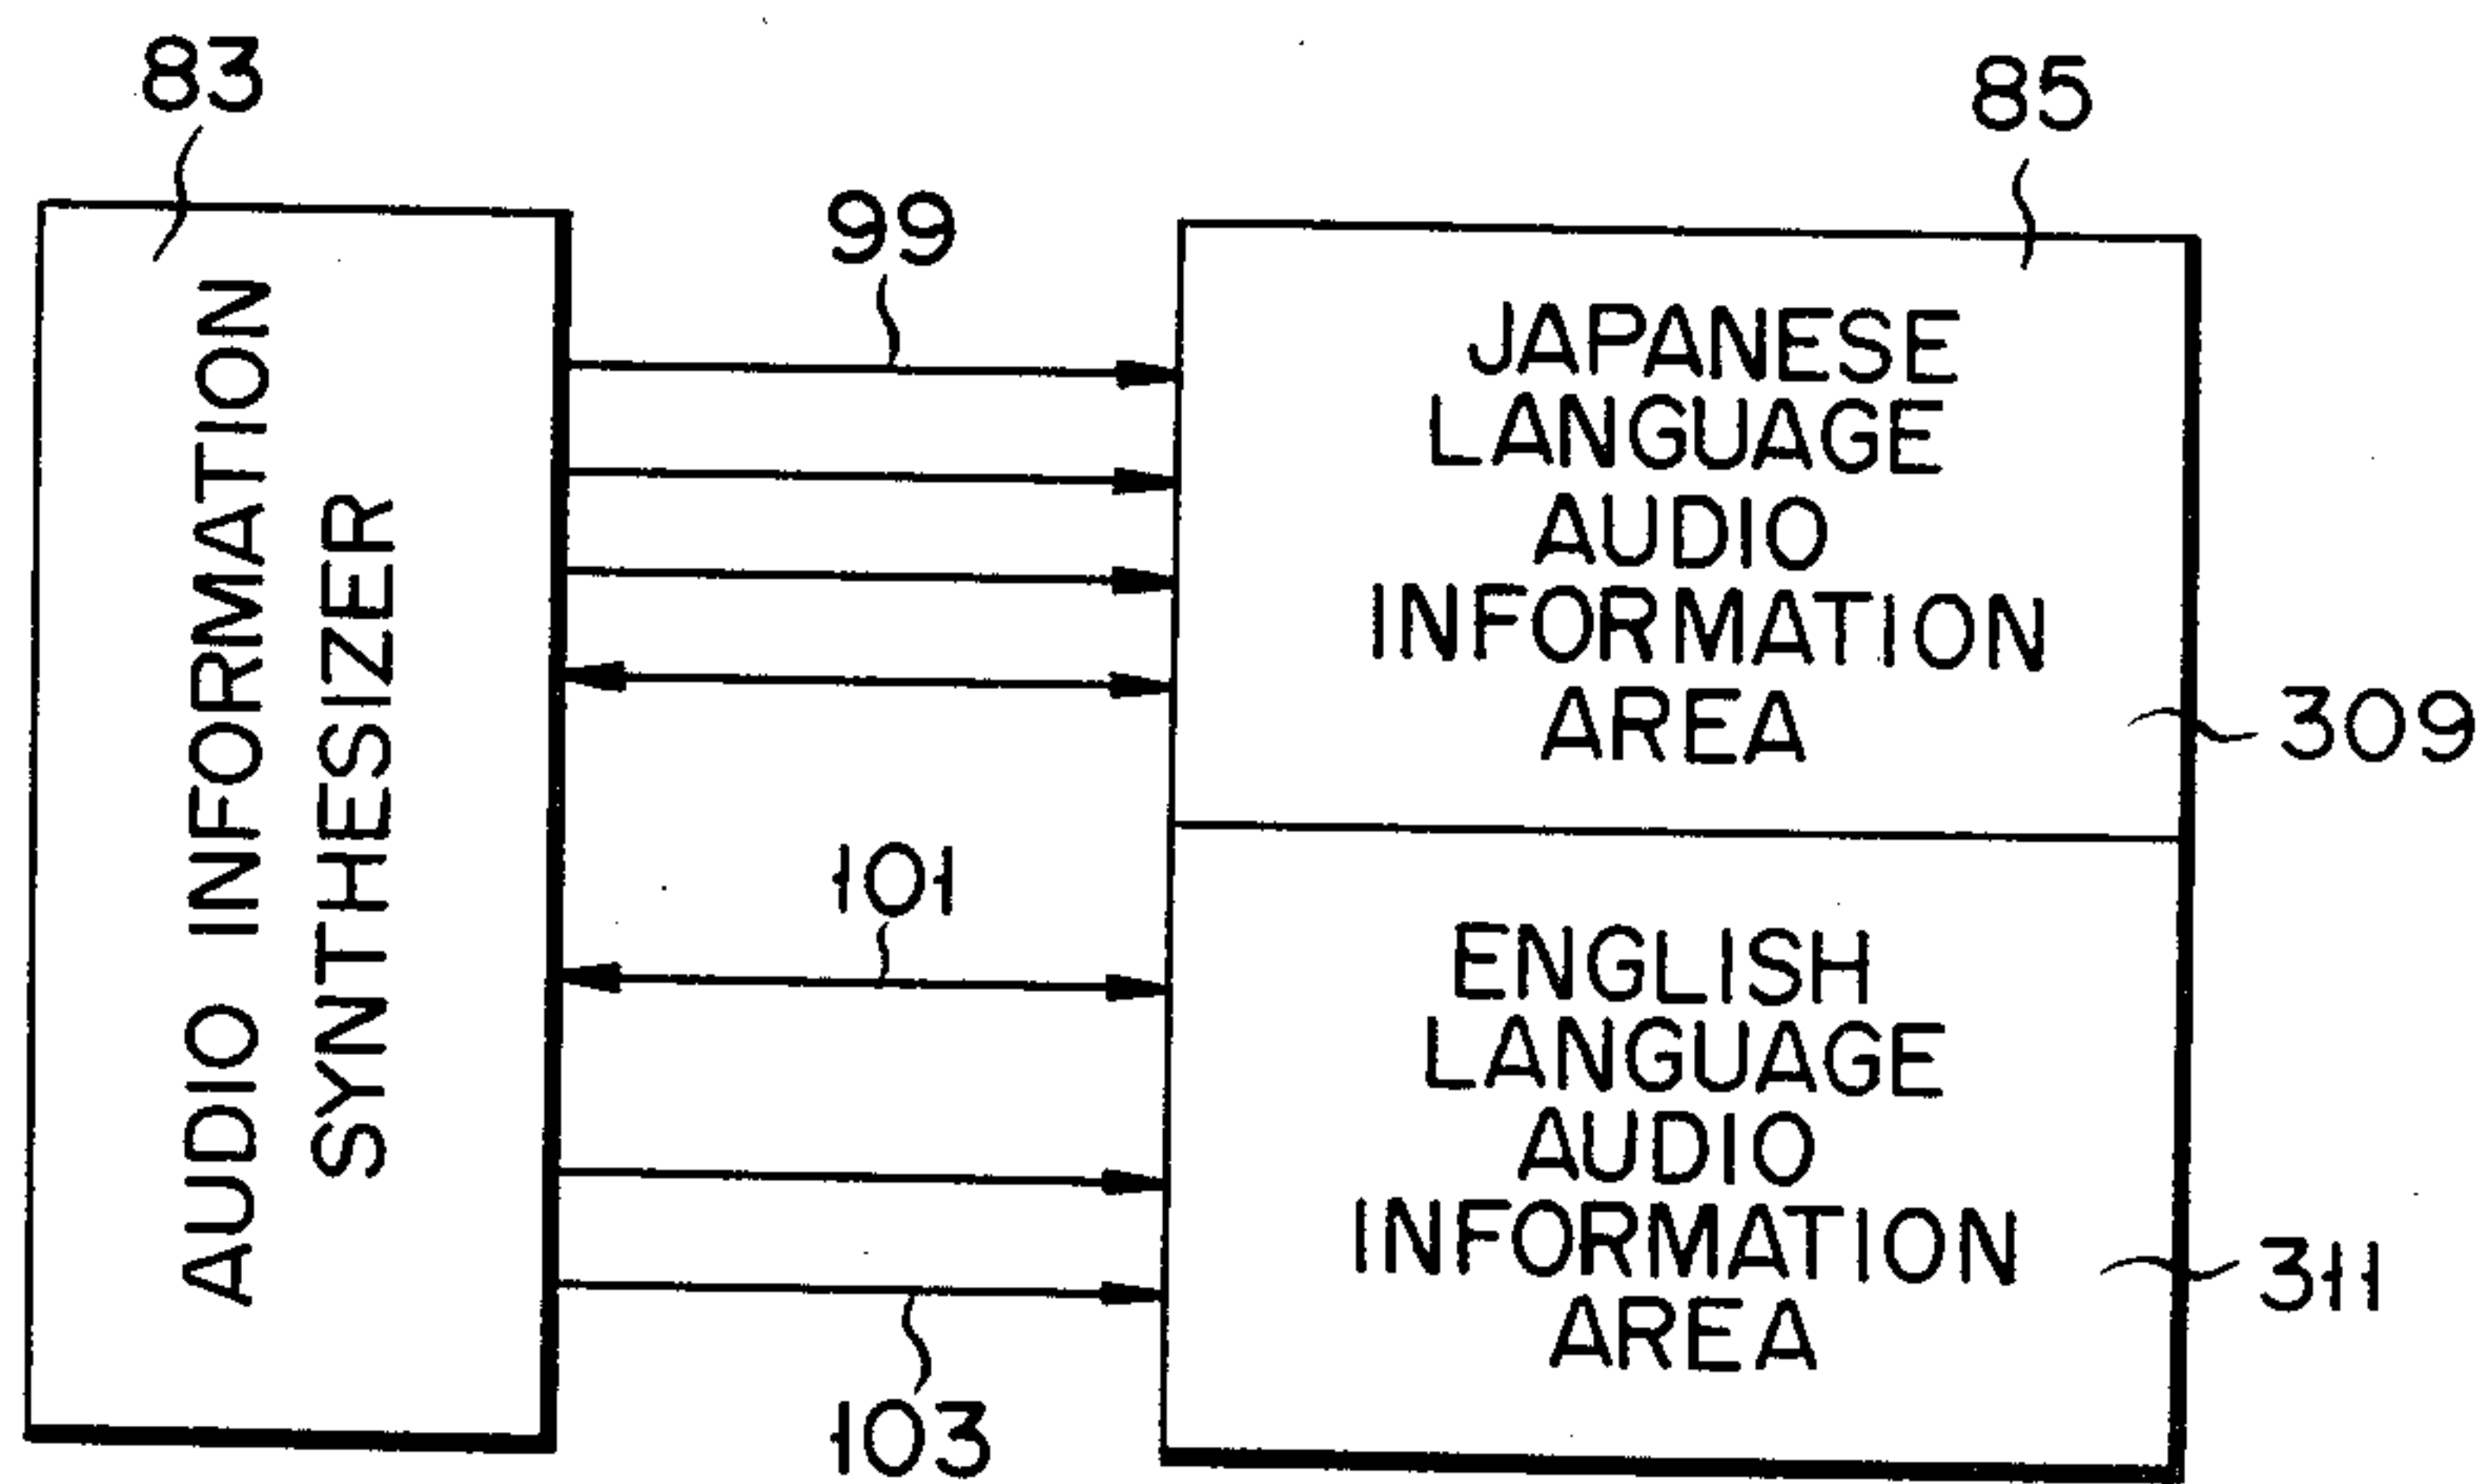 83
85
99
AUDIO INFORMATION
SYNTHESIZER
JAPANESE
LANGUAGE
AUDIO
INFORMATION
AREA
309
101
ENGLISH
LANGUAGE
AUDIO
INFORMATION
AREA
311
103